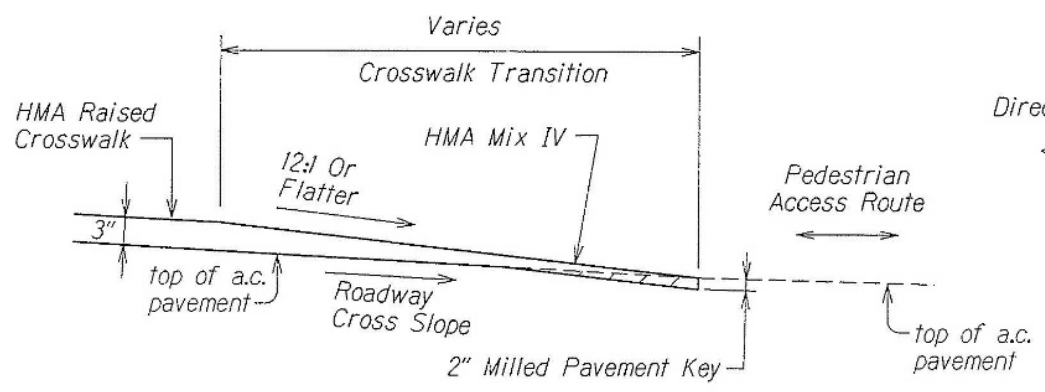 Varies
Crosswalk Transition
HMA Raised
Crosswalk
HMA Mix IV
12:1 Or
Flatter
Direc
Pedestrian
Access Route
3"
top of a.c.
pavement
Roadway
Cross Slope
2" Milled Pavement Key
top of a.c.
pavement